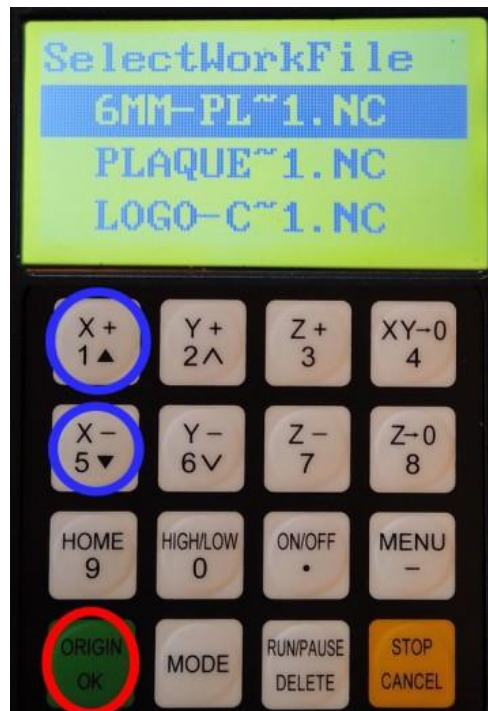 SelectWorkFile
6MM-PL~1.NC
PLAQUE~1.NC
LOGO-C~1.NC
X+ Y+ Z+ XY→0
1▲ 2∧ 3 4
X- Y- Z- Z→0
5▼ 6∨ 7 8
HOME HIGH/LOW ON/OFF MENU
9 0 • -
ORIGIN MODE RUN/PAUSE STOP
OK DELETE CANCEL